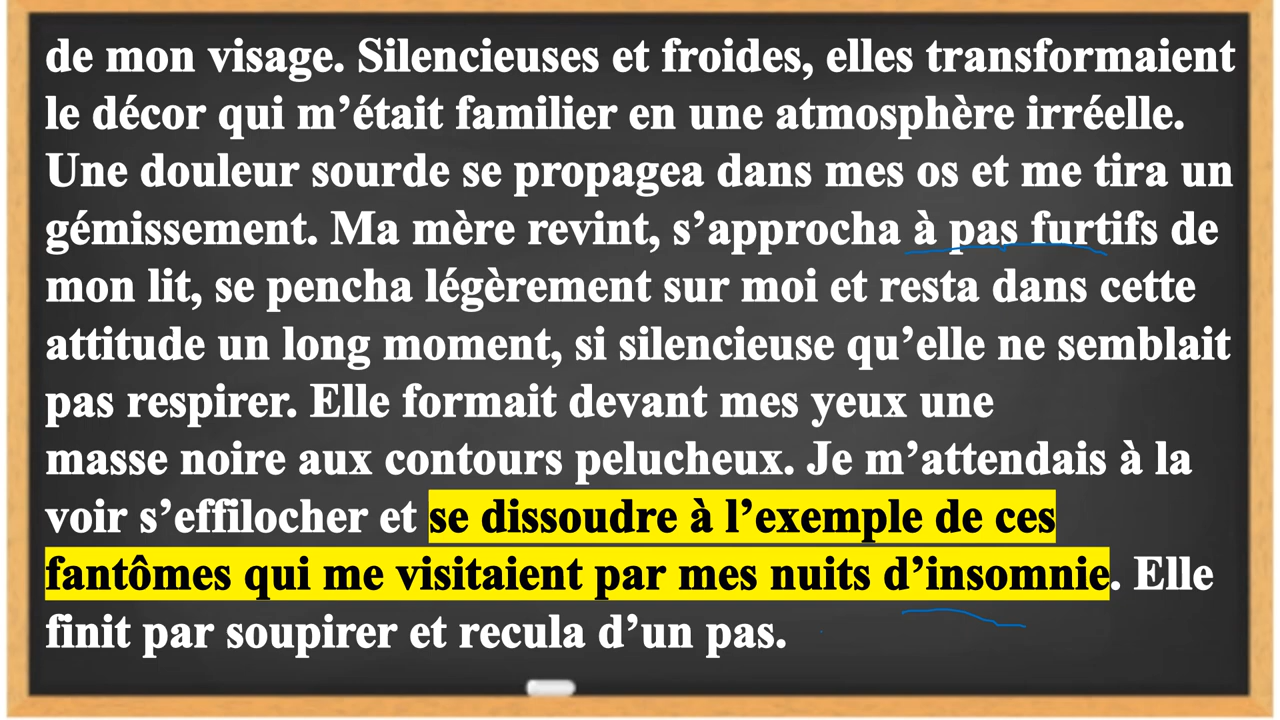 de mon visage. Silencieuses et froides, elles transformaient
le décor qui m’était familier en une atmosphère irréelle.
Une douleur sourde se propagea dans mes os et me tira un
gémissement. Ma mère revint, s’approcha à pas furtifs de
mon lit, se pencha légèrement sur moi et resta dans cette
attitude un long moment, si silencieuse qu’elle ne semblait
pas respirer. Elle formait devant mes yeux une
masse noire aux contours pelucheux. Je m’attendais à la
voir s’effilocher et se dissoudre à l’exemple de ces
fantômes qui me visitaient par mes nuits d’insomnie. Elle
finit par soupirer et recula d’un pas.